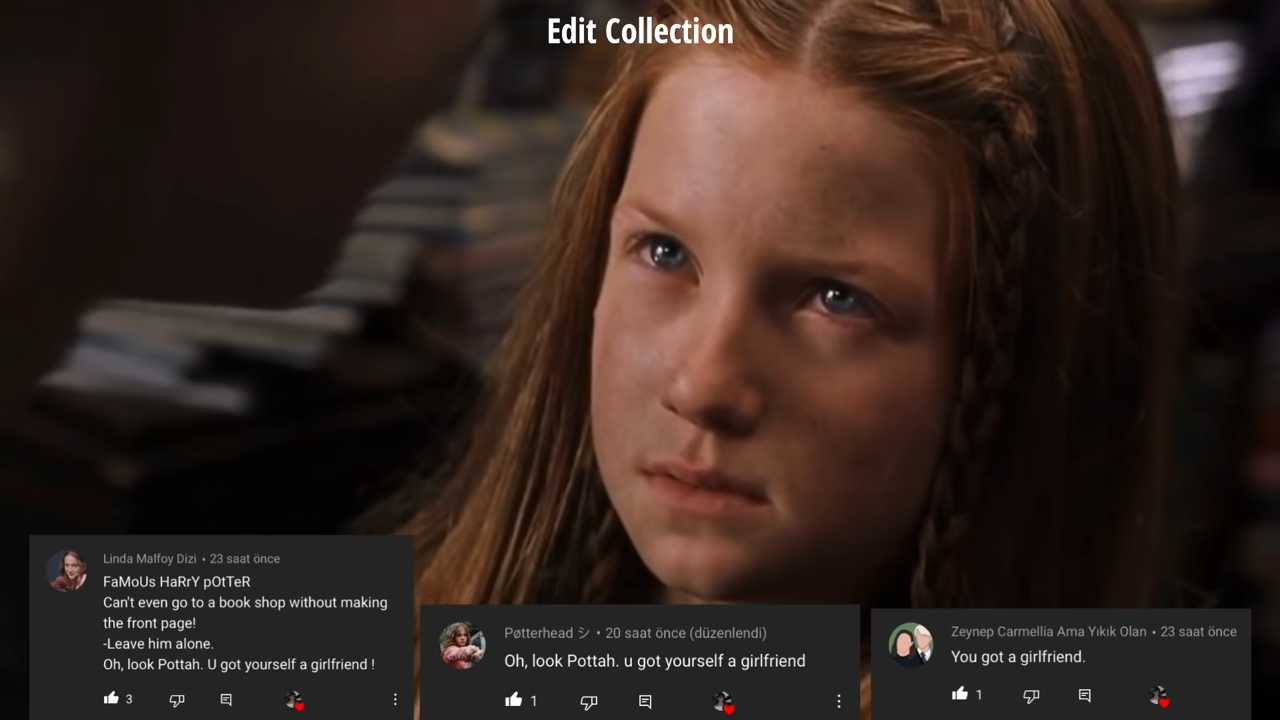 Edit Collection
Linda Malfoy Dizi • 23 saat önce
FaMoUs HaRrY pOtTeR
Can't even go to a book shop without making
the front page!
-Leave him alone.
Oh, look Pottah. U got yourself a girlfriend !
3
Pøtterhead シ • 20 saat önce (düzenlendi)
Oh, look Pottah. u got yourself a girlfriend
1
Zeynep Carmellia Ama Yıkık Olan • 23 saat önce
You got a girlfriend.
1